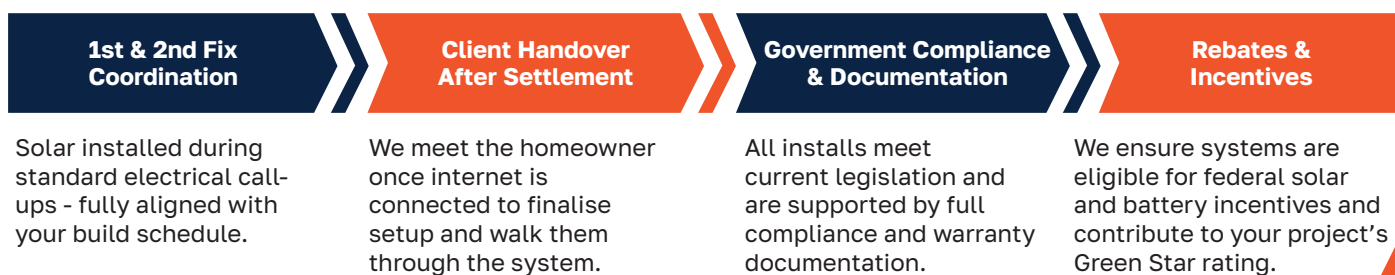 1st & 2nd Fix
Coordination
Client Handover
After Settlement
Government Compliance
& Documentation
Rebates &
Incentives
Solar installed during
standard electrical call-
ups - fully aligned with
your build schedule.
We meet the homeowner
once internet is
connected to finalise
setup and walk them
through the system.
All installs meet
current legislation and
are supported by full
compliance and warranty
documentation.
We ensure systems are
eligible for federal solar
and battery incentives and
contribute to your project’s
Green Star rating.